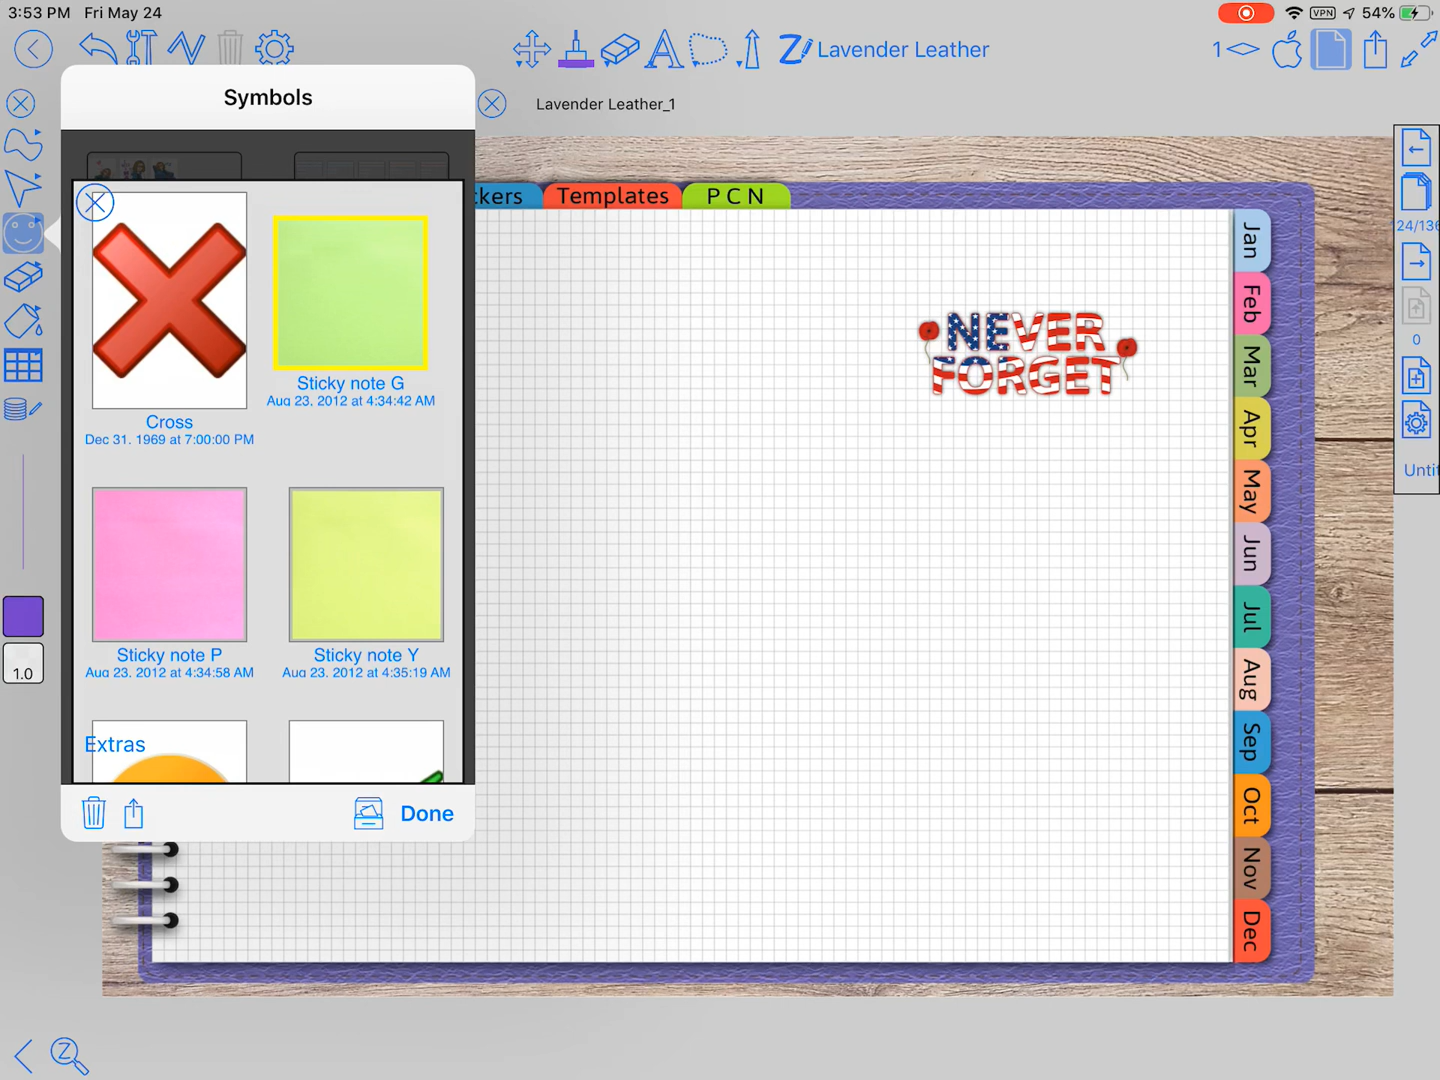 3:53 PM Fri May 24
VPN 54%
Lavender Leather
1
Symbols
Lavender Leather_1
kers
Templates
P C N
Cross
Dec 31, 1969 at 7:00:00 PM
Sticky note G
Aug 23, 2012 at 4:34:42 AM
Sticky note P
Aug 23, 2012 at 4:34:58 AM
Sticky note Y
Aug 23, 2012 at 4:35:19 AM
Extras
Done
1.0
NEVER
FORGET
Jan
Feb
Mar
Apr
May
Jun
Jul
Aug
Sep
Oct
Nov
Dec
24/136
0
Unti